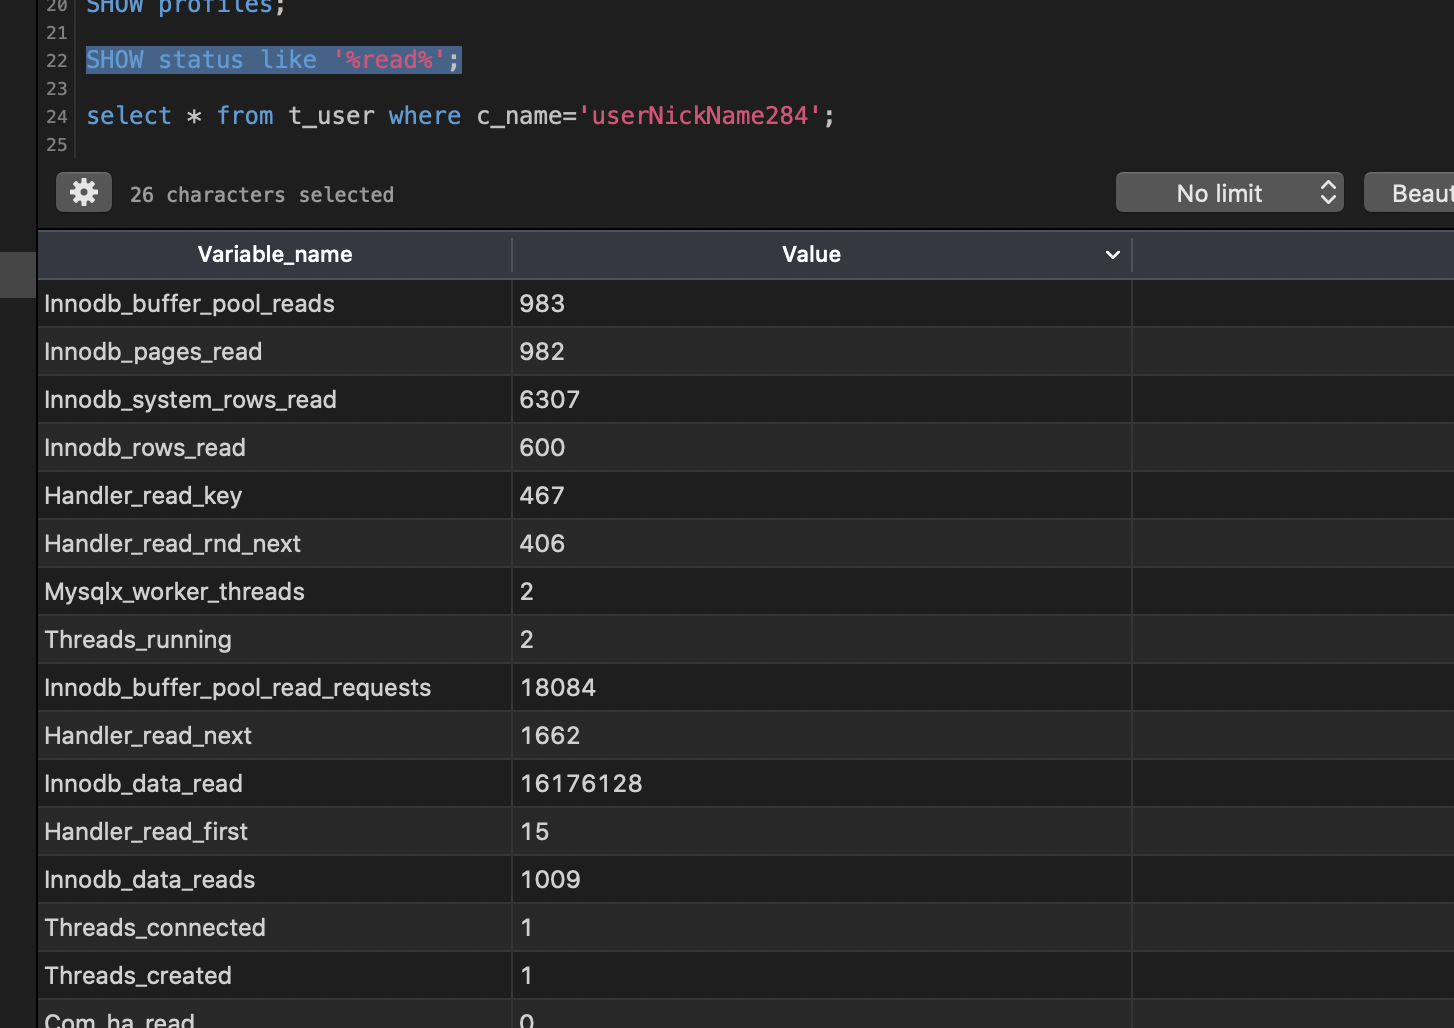 20 SHOW profiles;
21
22 SHOW status like '%read%';
23
24 select * from t_user where c_name='userNickName284';
25
26 characters selected No limit Beaut
Variable_name Value
Innodb_buffer_pool_reads 983
Innodb_pages_read 982
Innodb_system_rows_read 6307
Innodb_rows_read 600
Handler_read_key 467
Handler_read_rnd_next 406
Mysqlx_worker_threads 2
Threads_running 2
Innodb_buffer_pool_read_requests 18084
Handler_read_next 1662
Innodb_data_read 16176128
Handler_read_first 15
Innodb_data_reads 1009
Threads_connected 1
Threads_created 1
Com_ha_read 0